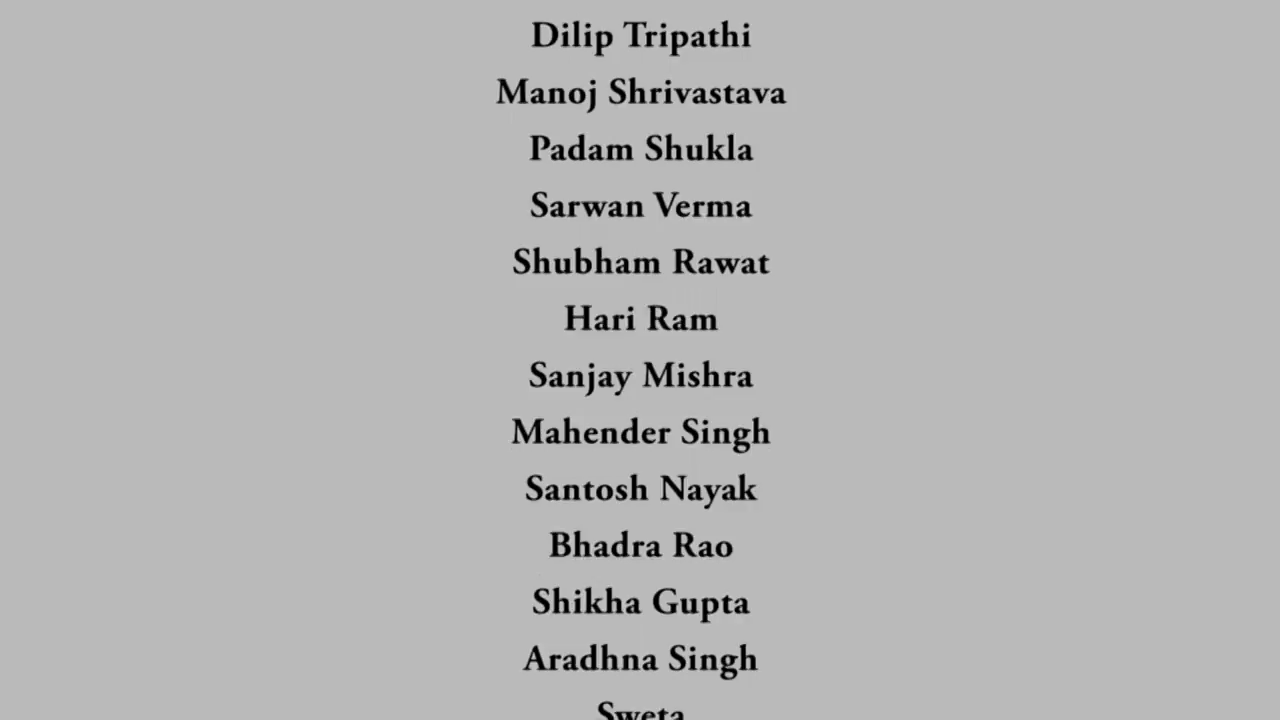 Dilip Tripathi
Manoj Shrivastava
Padam Shukla
Sarwan Verma
Shubham Rawat
Hari Ram
Sanjay Mishra
Mahender Singh
Santosh Nayak
Bhadra Rao
Shikha Gupta
Aradhna Singh
Sweta